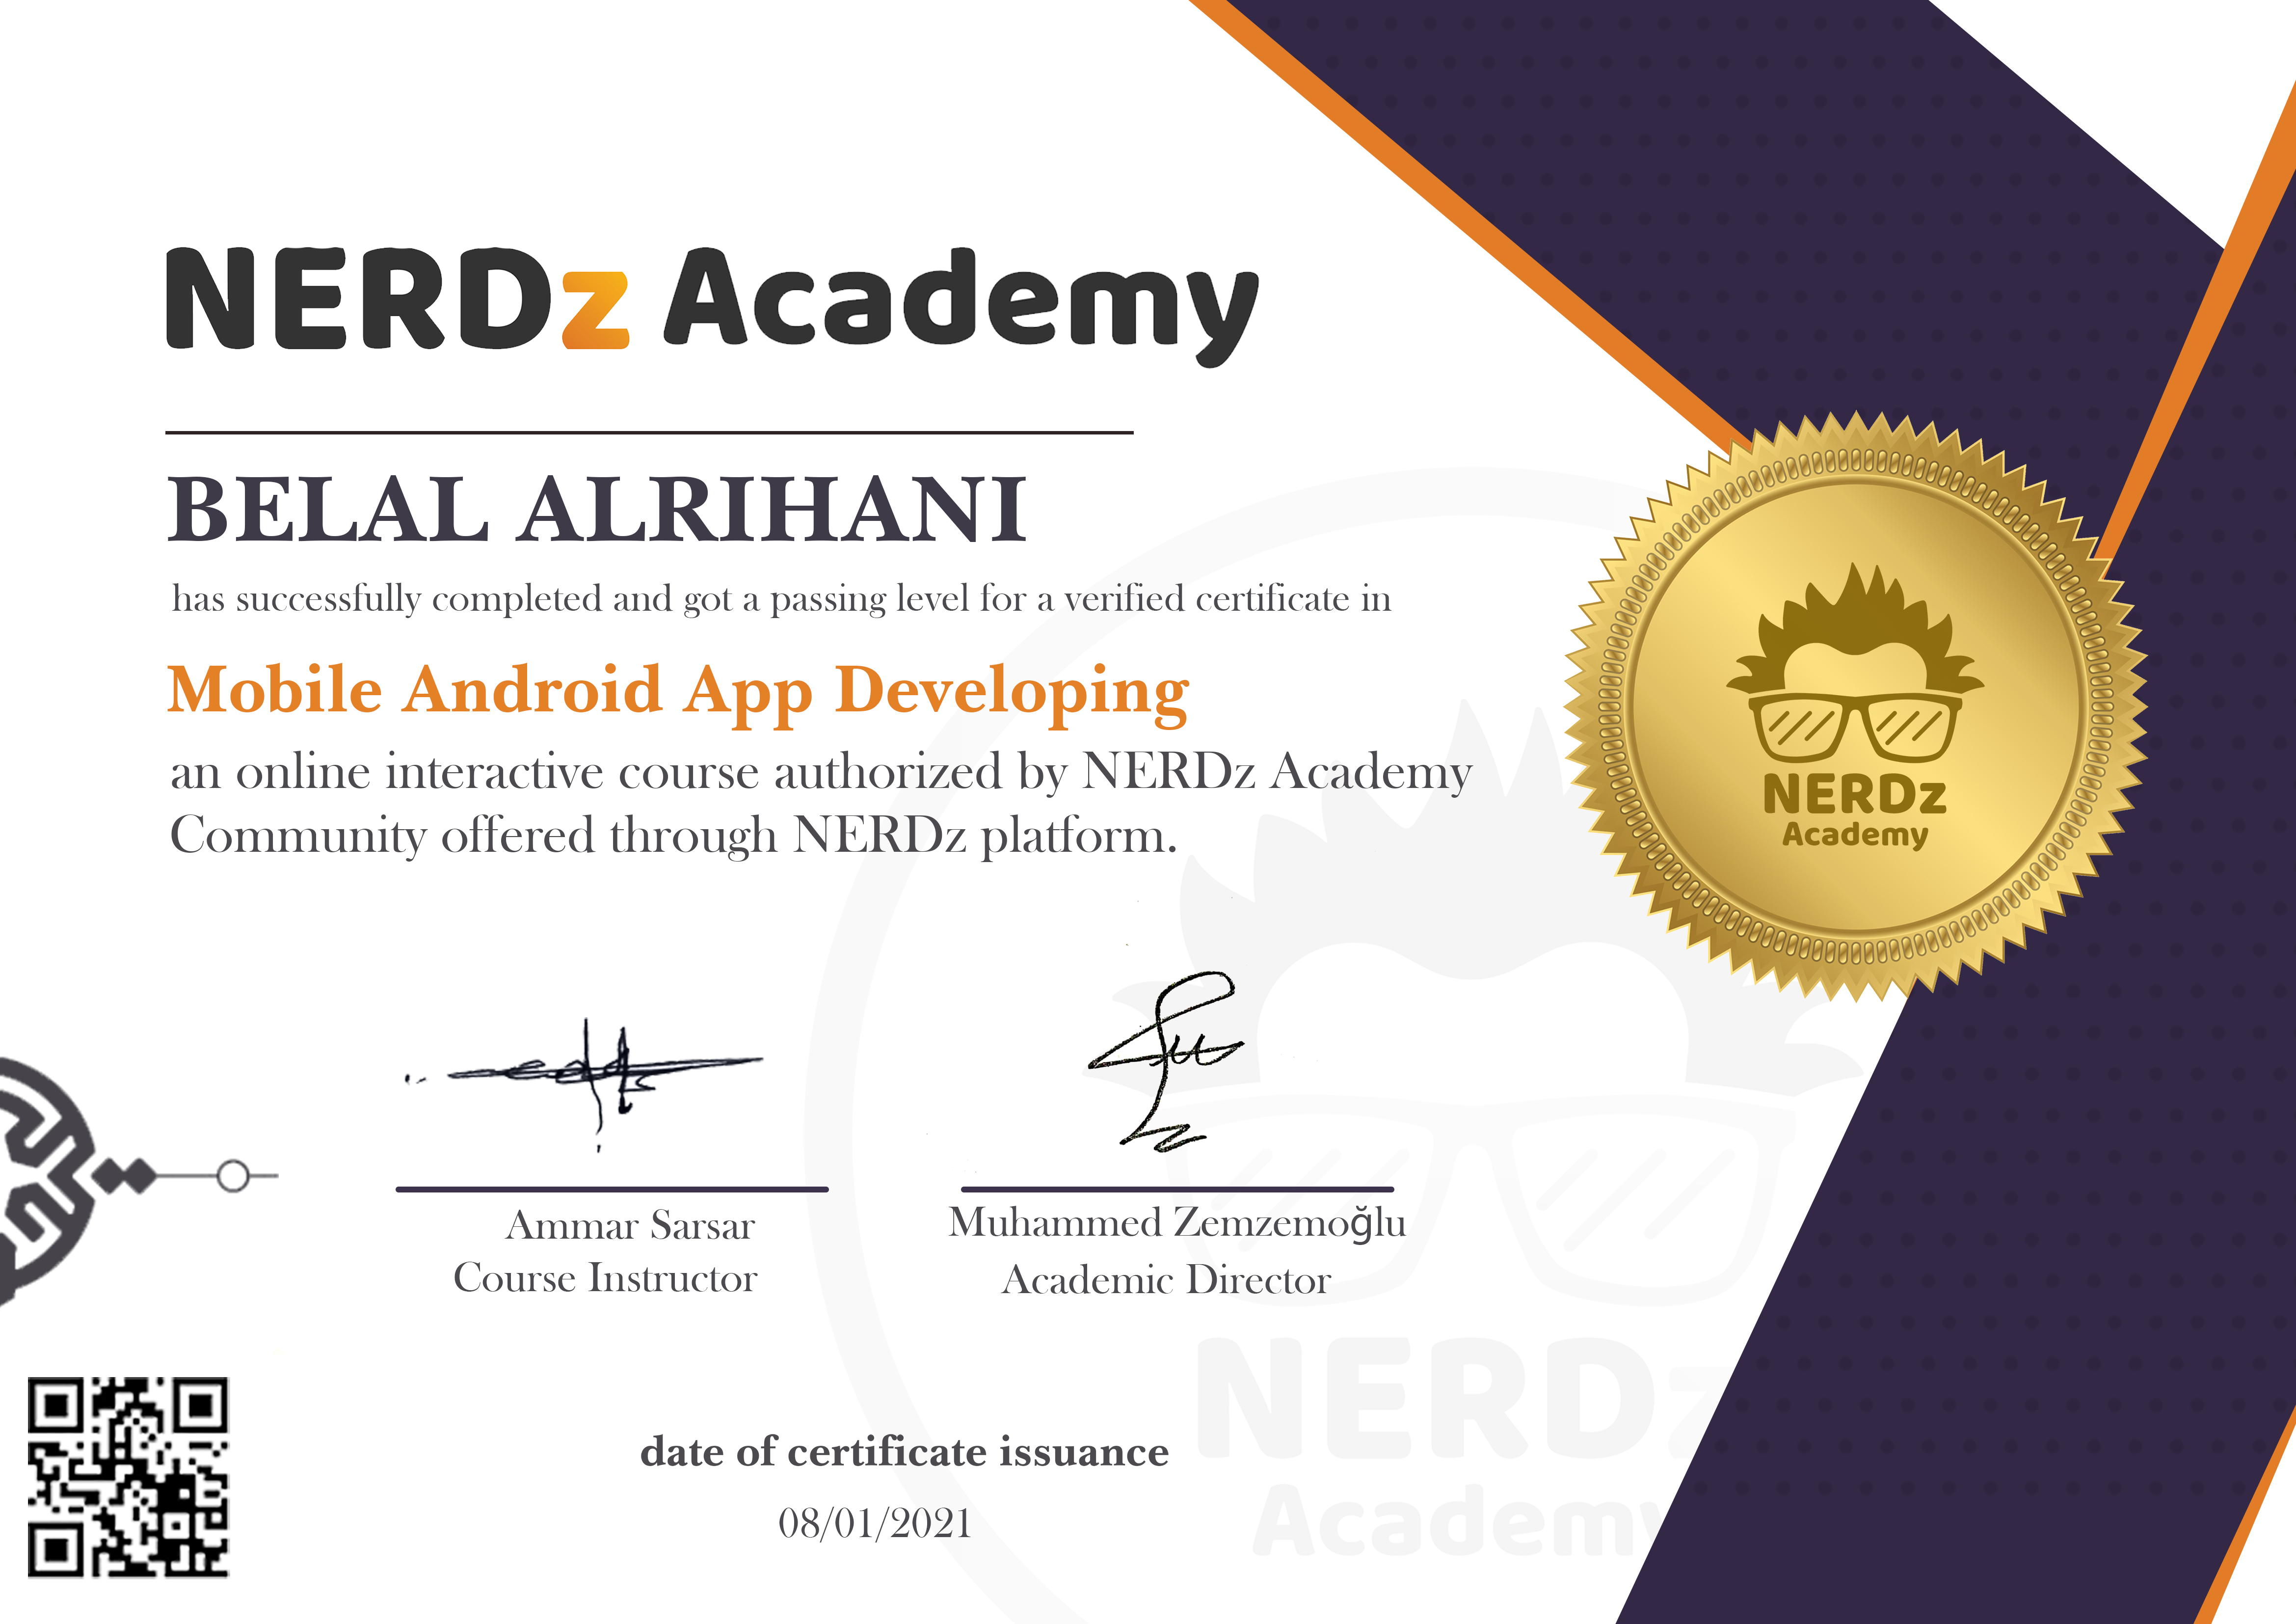 NERDz Academy
BELAL ALRIHANI
has successfully completed and got a passing level for a verified certificate in
Mobile Android App Developing
an online interactive course authorized by NERDz Academy
Community offered through NERDz platform.
NERDz
Academy
Ammar Sarsar
Course Instructor
Muhammed Zemzemoğlu
Academic Director
NERDz
Academy
date of certificate issuance
08/01/2021